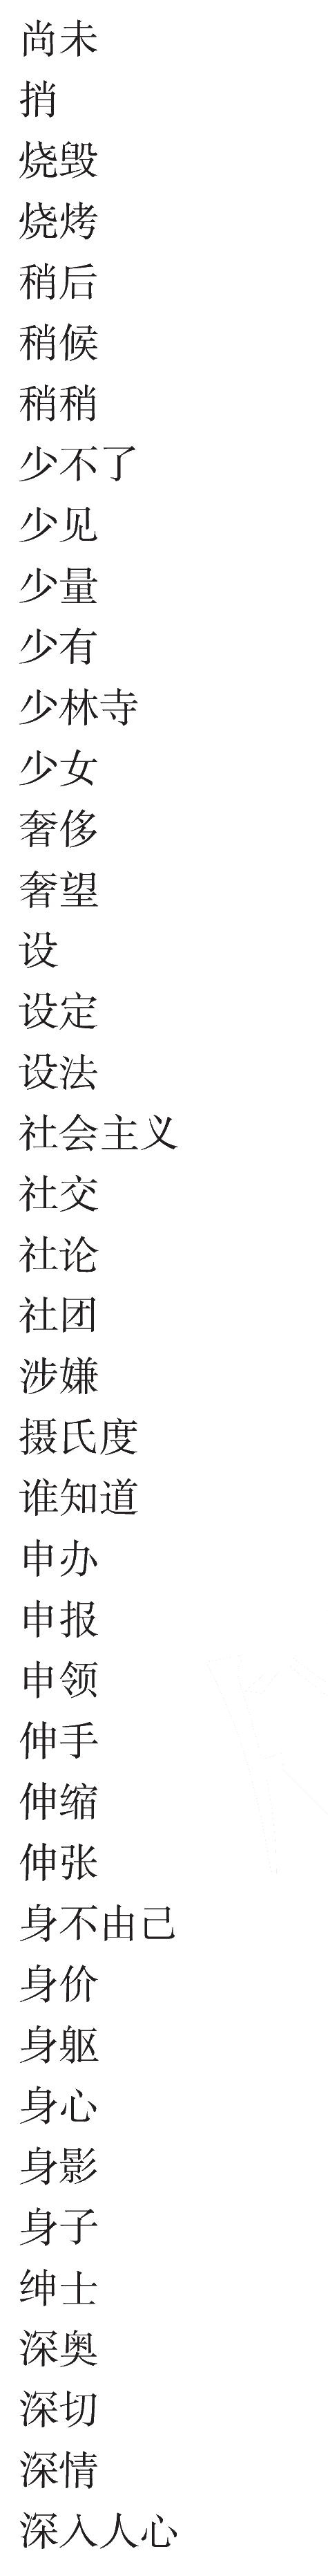 尚未
捎
烧毁
烧烤
稍后
稍候
稍稍
少不了
少见
少量
少有
少林寺
少女
奢侈
奢望
设
设定
设法
社会主义
社交
社论
社团
涉嫌
摄氏度
谁知道
申办
申报
申领
伸手
伸缩
伸张
身不由己
身价
身躯
身心
身影
身子
绅士
深奥
深切
深情
深入人心